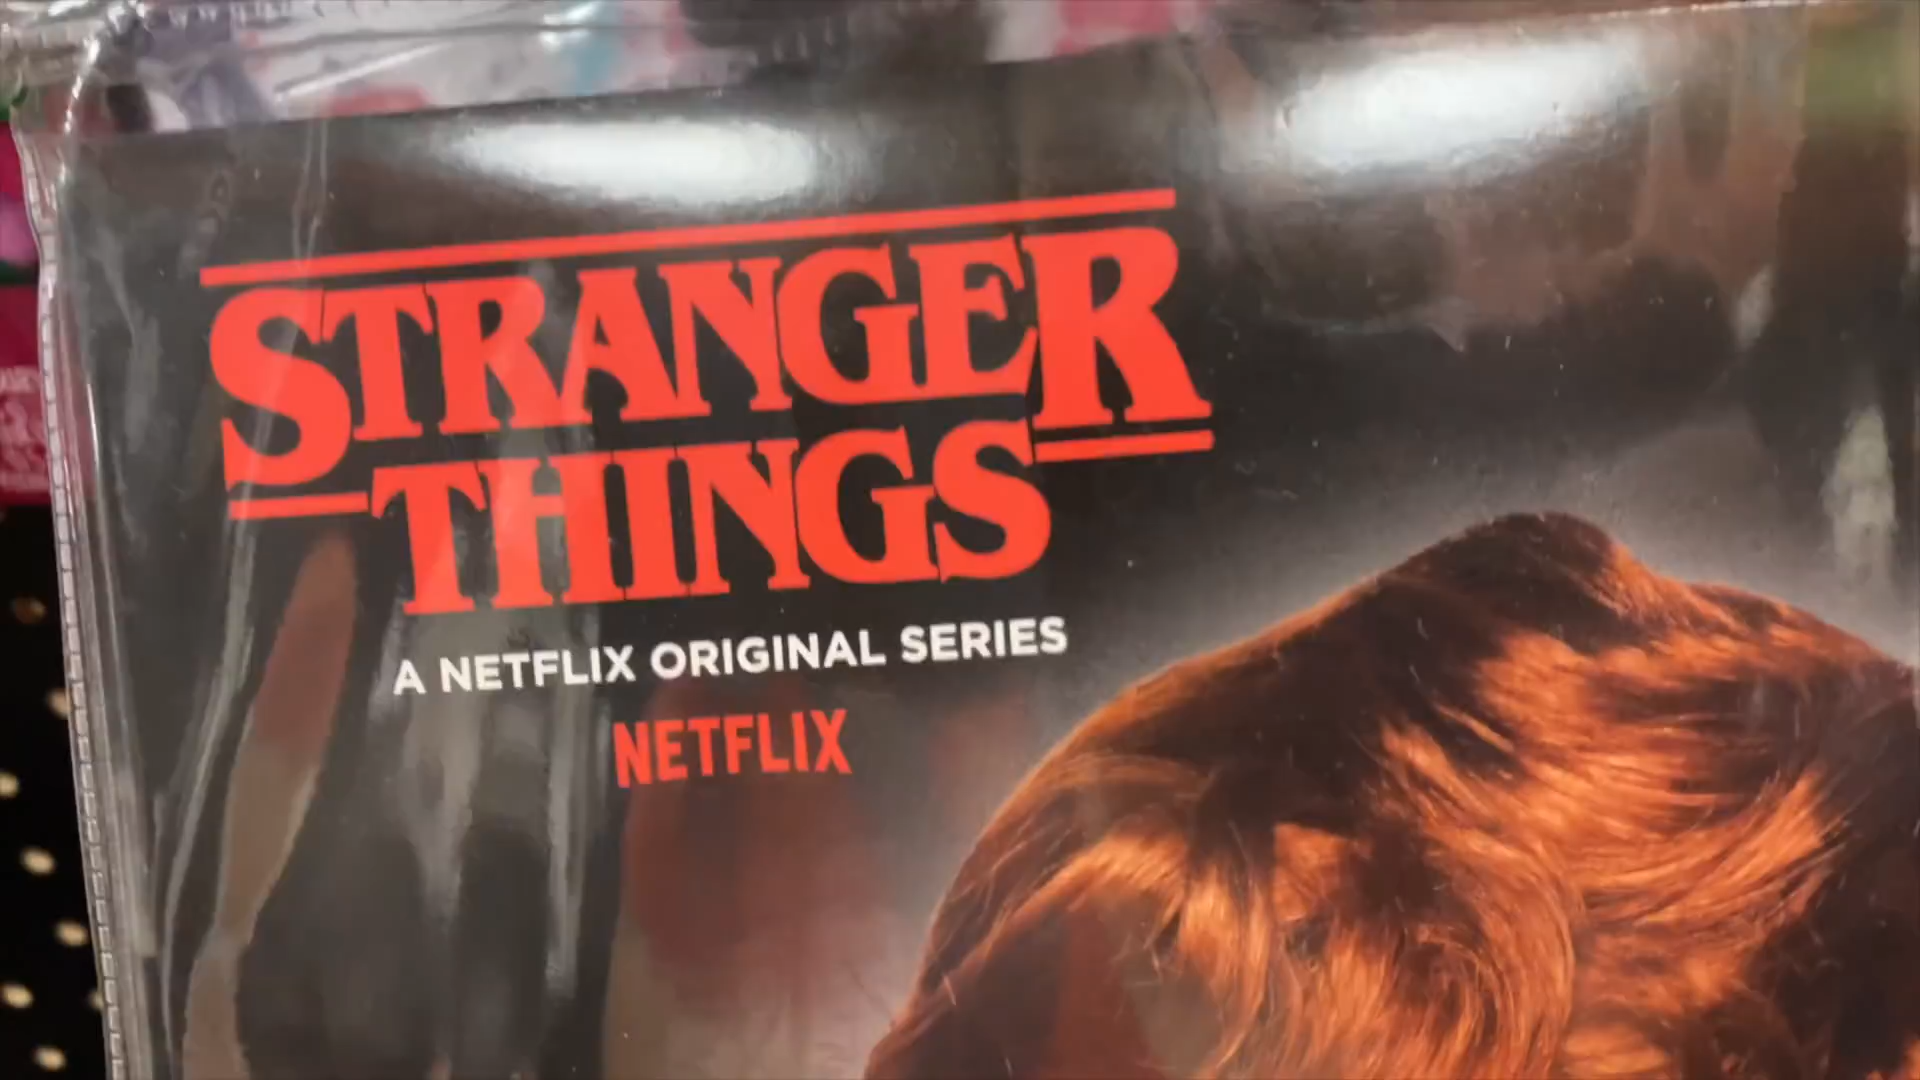 STRANGER
THINGS
A NETFLIX ORIGINAL SERIES
NETFLIX